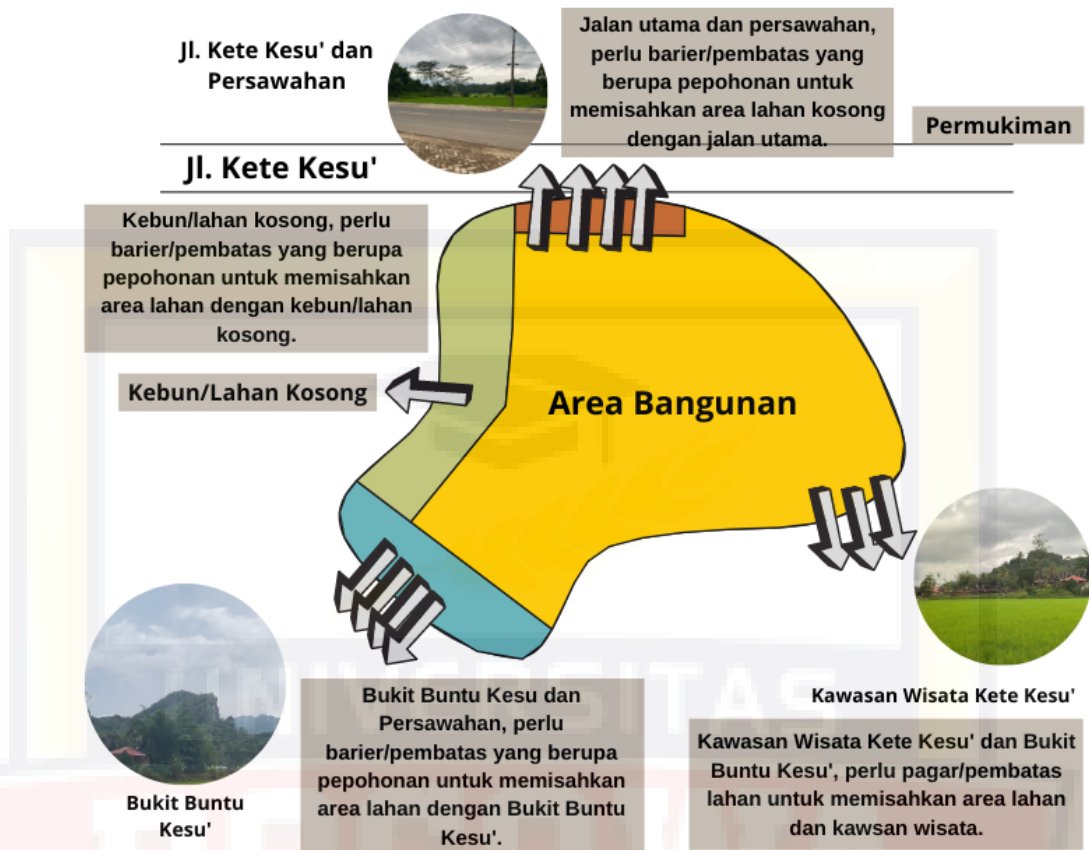 Jl. Kete Kesu' dan
Persawahan
Jalan utama dan persawahan,
perlu barier/pembatas yang
berupa pepohonan untuk
memisahkan area lahan kosong
dengan jalan utama.
Permukiman
Jl. Kete Kesu'
Kebun/lahan kosong, perlu
barier/pembatas yang berupa
pepohonan untuk memisahkan
area lahan dengan kebun/lahan
kosong.
Kebun/Lahan Kosong
Area Bangunan
UNIVERSITAS
Bukit Buntu
Kesu'
Bukit Buntu Kesu dan
Persawahan, perlu
barier/pembatas yang berupa
pepohonan untuk memisahkan
area lahan dengan Bukit Buntu
Kesu'.
Kawasan Wisata Kete Kesu'
Kawasan Wisata Kete Kesu' dan Bukit
Buntu Kesu', perlu pagar/pembatas
lahan untuk memisahkan area lahan
dan kawsan wisata.